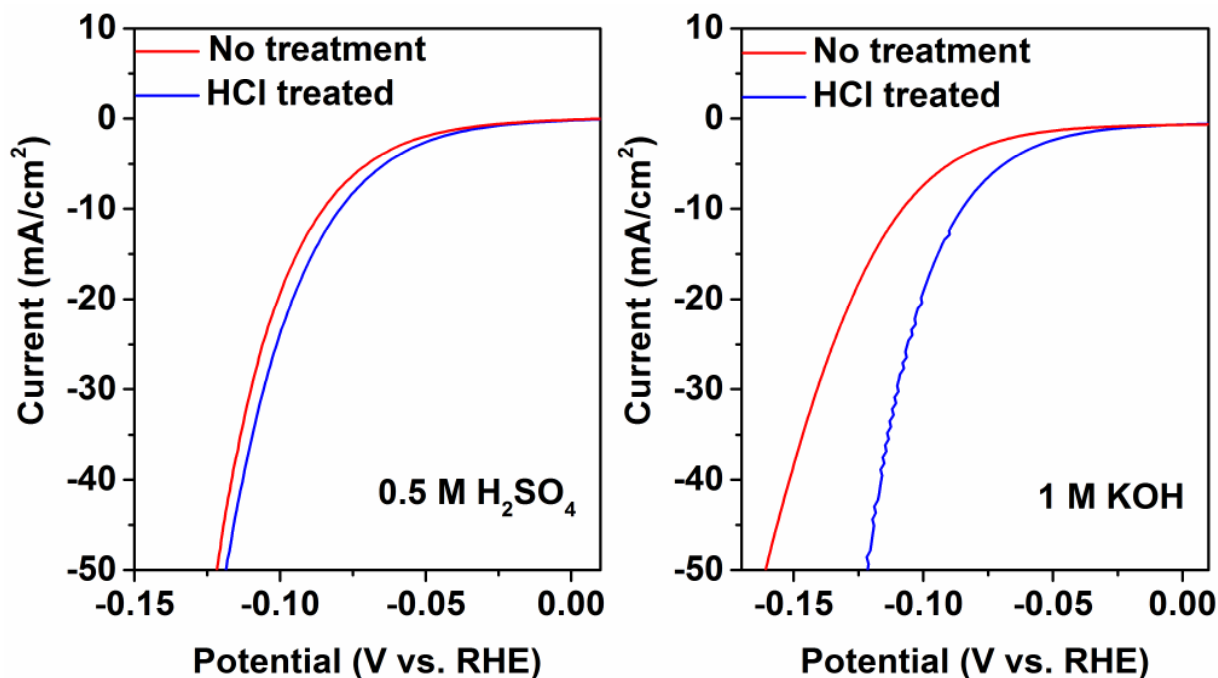 10
0
-10
-20
-30
-40
-50
Current (mA/cm²)
No treatment
HCl treated
0.5 M H₂SO₄
-0.15 -0.10 -0.05 0.00
Potential (V vs. RHE)
10
0
-10
-20
-30
-40
-50
Current (mA/cm²)
No treatment
HCl treated
1 M KOH
-0.15 -0.10 -0.05 0.00
Potential (V vs. RHE)